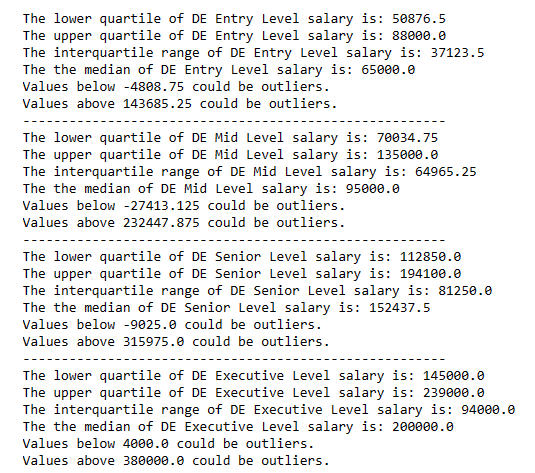 The lower quartile of DE Entry Level salary is: 50876.5
The upper quartile of DE Entry Level salary is: 88000.0
The interquartile range of DE Entry Level salary is: 37123.5
The the median of DE Entry Level salary is: 65000.0
Values below -4808.75 could be outliers.
Values above 143685.25 could be outliers.
-------------------------------------------------------
The lower quartile of DE Mid Level salary is: 70034.75
The upper quartile of DE Mid Level salary is: 135000.0
The interquartile range of DE Mid Level salary is: 64965.25
The the median of DE Mid Level salary is: 95000.0
Values below -27413.125 could be outliers.
Values above 232447.875 could be outliers.
-------------------------------------------------------
The lower quartile of DE Senior Level salary is: 112850.0
The upper quartile of DE Senior Level salary is: 194100.0
The interquartile range of DE Senior Level salary is: 81250.0
The the median of DE Senior Level salary is: 152437.5
Values below -9025.0 could be outliers.
Values above 315975.0 could be outliers.
-------------------------------------------------------
The lower quartile of DE Executive Level salary is: 145000.0
The upper quartile of DE Executive Level salary is: 239000.0
The interquartile range of DE Executive Level salary is: 94000.0
The the median of DE Executive Level salary is: 200000.0
Values below 4000.0 could be outliers.
Values above 380000.0 could be outliers.